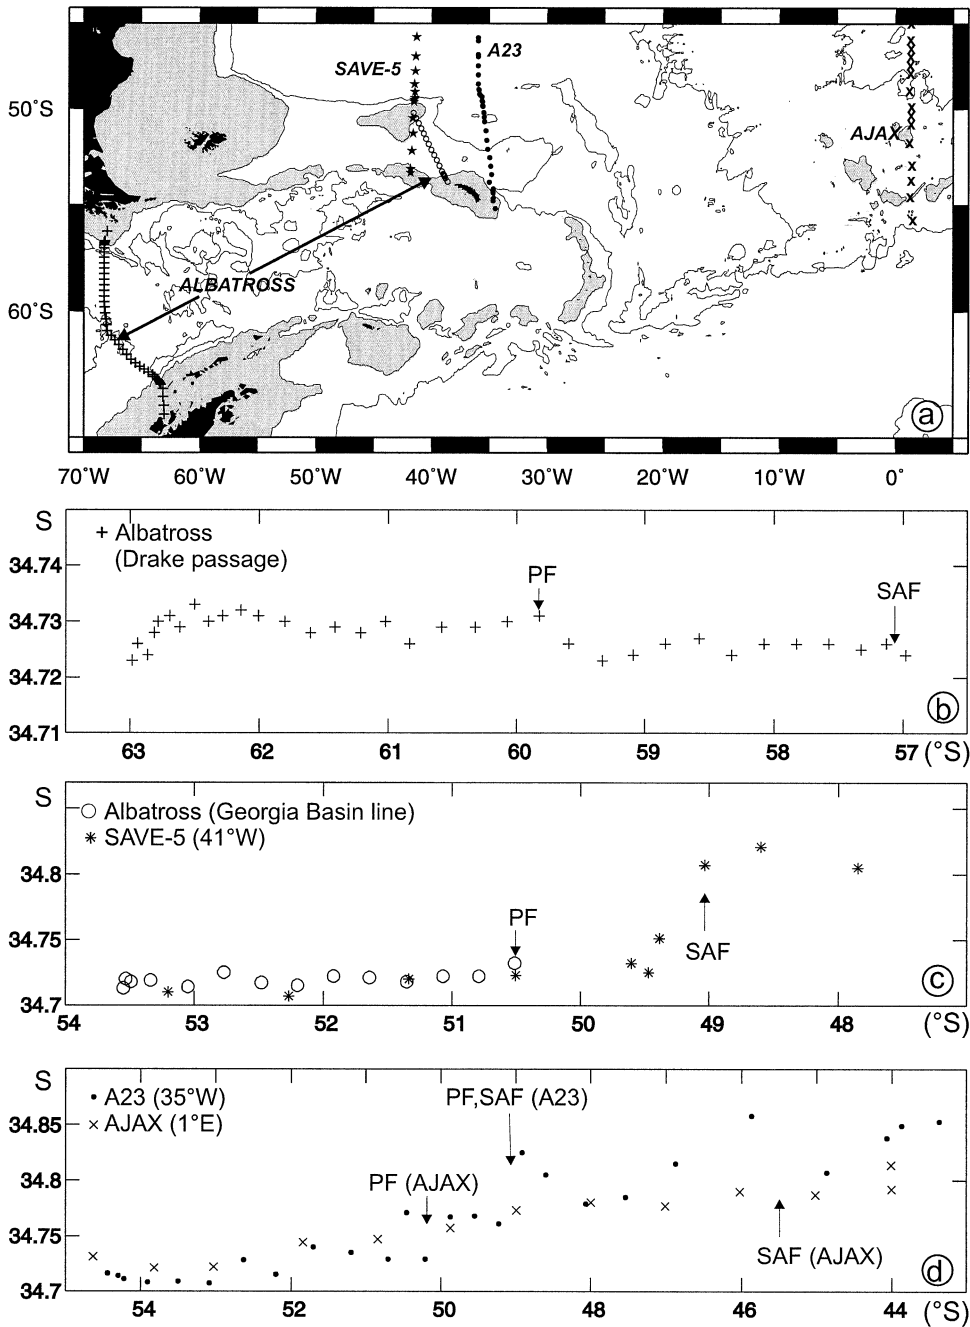 SAVE-5
A23
50°S
AJAX
ALBATROSS
60°S
a
70°W 60°W 50°W 40°W 30°W 20°W 10°W 0°
S
+ Albatross
(Drake passage)
34.74
PF
SAF
34.73
34.72
b
34.71
63 62 61 60 59 58 57 (°S)
S
Albatross (Georgia Basin line)
SAVE-5 (41°W)
34.8
PF
34.75
SAF
c
34.7
54 53 52 51 50 49 48 (°S)
S
A23 (35°W)
PF,SAF (A23)
34.85
AJAX (1°E)
34.8
PF (AJAX)
34.75
SAF (AJAX)
d
34.7
54 52 50 48 46 44 (°S)